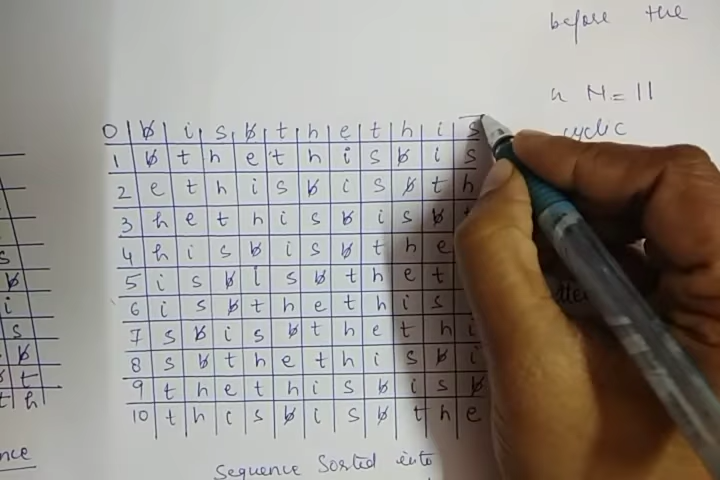 before the
n N = 11
cyclic
0 ƀ i s ƀ t h e t h i s
1 ƀ t h e t h i s ƀ i s
2 e t h i s ƀ i s ƀ t h
3 h e t h i s ƀ i s ƀ t
4 h i s ƀ i s ƀ t h e
5 i s ƀ i s ƀ t h e t
6 i s ƀ t h e t h i s
7 s ƀ i s ƀ t h e t h i
8 s ƀ t h e t h i s ƀ i
9 t h e t h i s ƀ i s ƀ
10 t h i s ƀ i s ƀ t h e
s
ƀ
i
s
ƀ
ƀ t
t h
nce
Sequence Sorted into